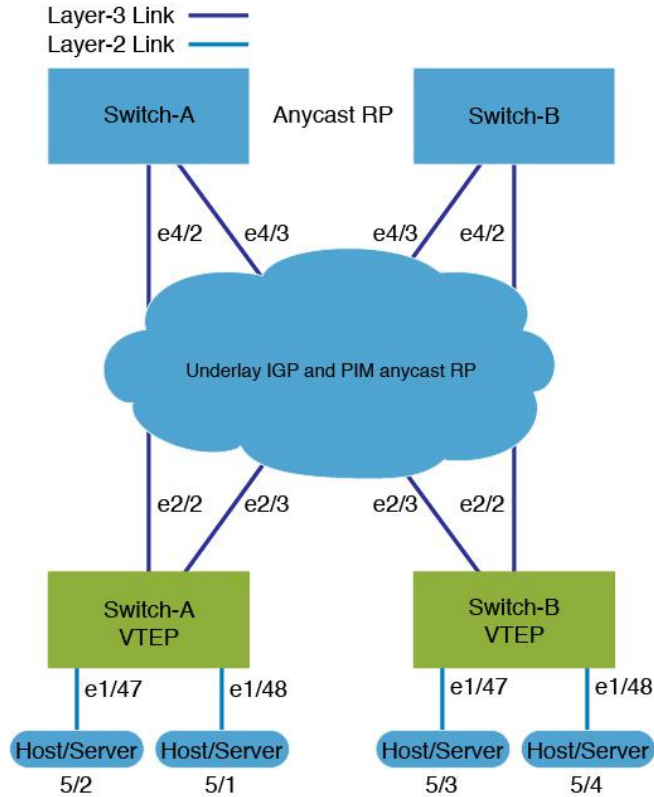 Layer-3 Link
Layer-2 Link
Switch-A
Anycast RP
Switch-B
e4/2
e4/3
e4/3
e4/2
Underlay IGP and PIM anycast RP
e2/2
e2/3
e2/3
e2/2
Switch-A
VTEP
Switch-B
VTEP
e1/47
e1/48
e1/47
e1/48
Host/Server
Host/Server
Host/Server
Host/Server
5/2
5/1
5/3
5/4